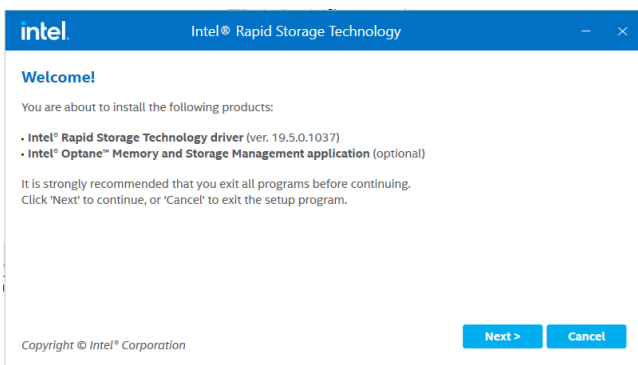 intel.
Intel® Rapid Storage Technology
Welcome!
You are about to install the following products:
• Intel® Rapid Storage Technology driver (ver. 19.5.0.1037)
• Intel® Optane™ Memory and Storage Management application (optional)
It is strongly recommended that you exit all programs before continuing.
Click 'Next' to continue, or 'Cancel' to exit the setup program.
Next >
Cancel
Copyright © Intel® Corporation